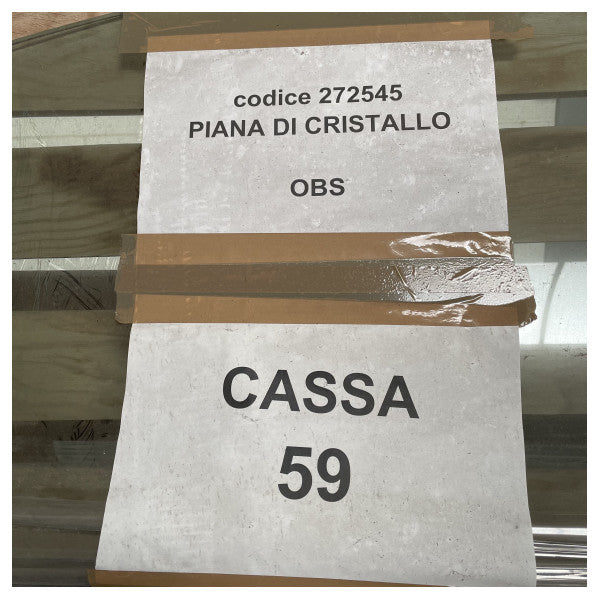 codice 272545
PIANA DI CRISTALLO
OBS
CASSA
59